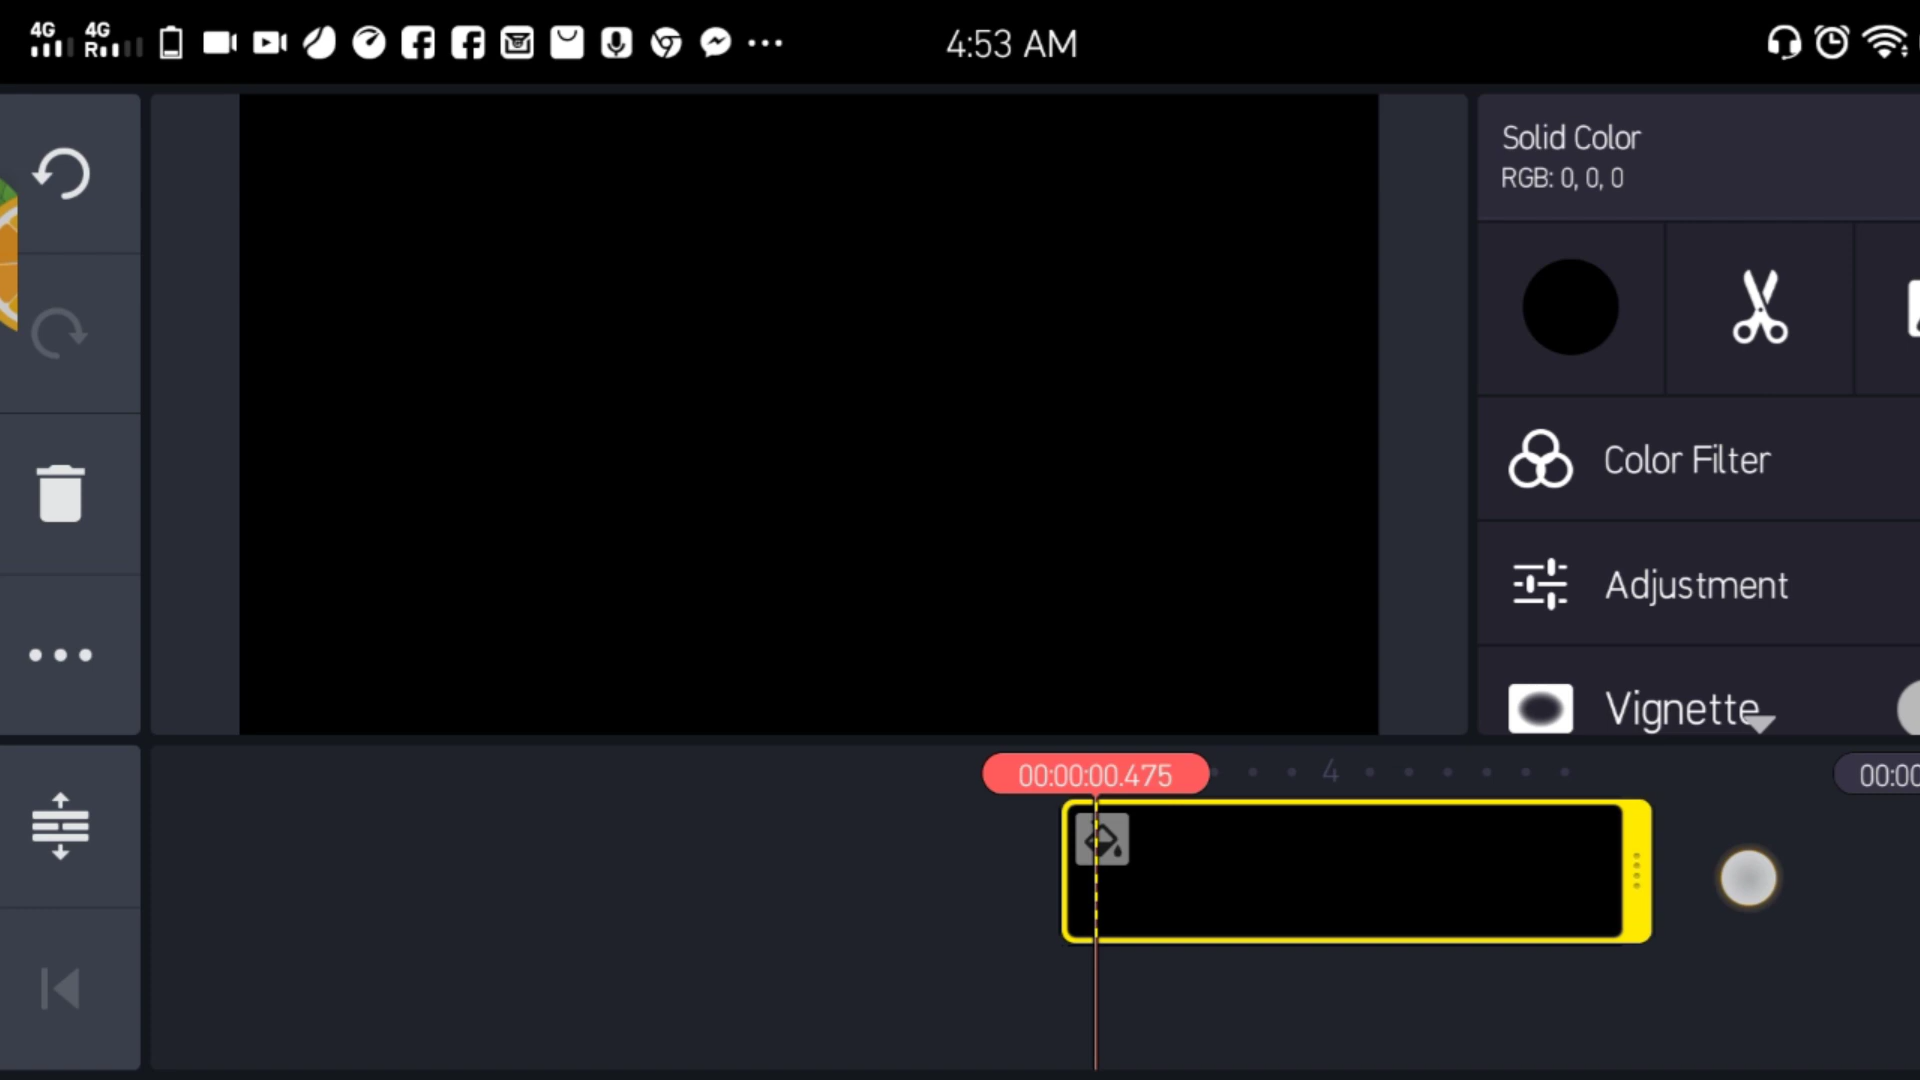 4G 4G
R
4:53 AM
Solid Color
RGB: 0, 0, 0
Color Filter
Adjustment
Vignette
00:00:00.475
4
00:00